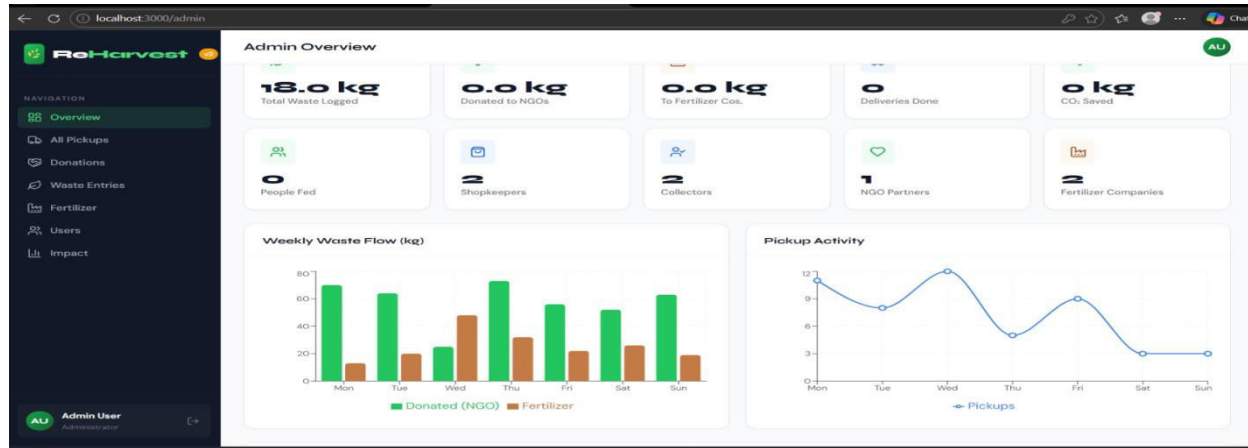 localhost:3000/admin
Chat
ReHarvest
Admin Overview
AU
18.0 kg
Total Waste Logged
0.0 kg
Donated to NGOs
0.0 kg
To Fertilizer Cos.
0
Deliveries Done
0 kg
CO₂ Saved
NAVIGATION
Overview
All Pickups
Donations
Waste Entries
Fertilizer
Users
Impact
0
People Fed
2
Shopkeepers
2
Collectors
1
NGO Partners
2
Fertilizer Companies
Weekly Waste Flow (kg)
80
60
40
20
0
Mon Tue Wed Thu Fri Sat Sun
Donated (NGO) Fertilizer
Pickup Activity
12
9
6
3
0
Mon Tue Wed Thu Fri Sat Sun
Pickups
AU
Admin User
Administrator